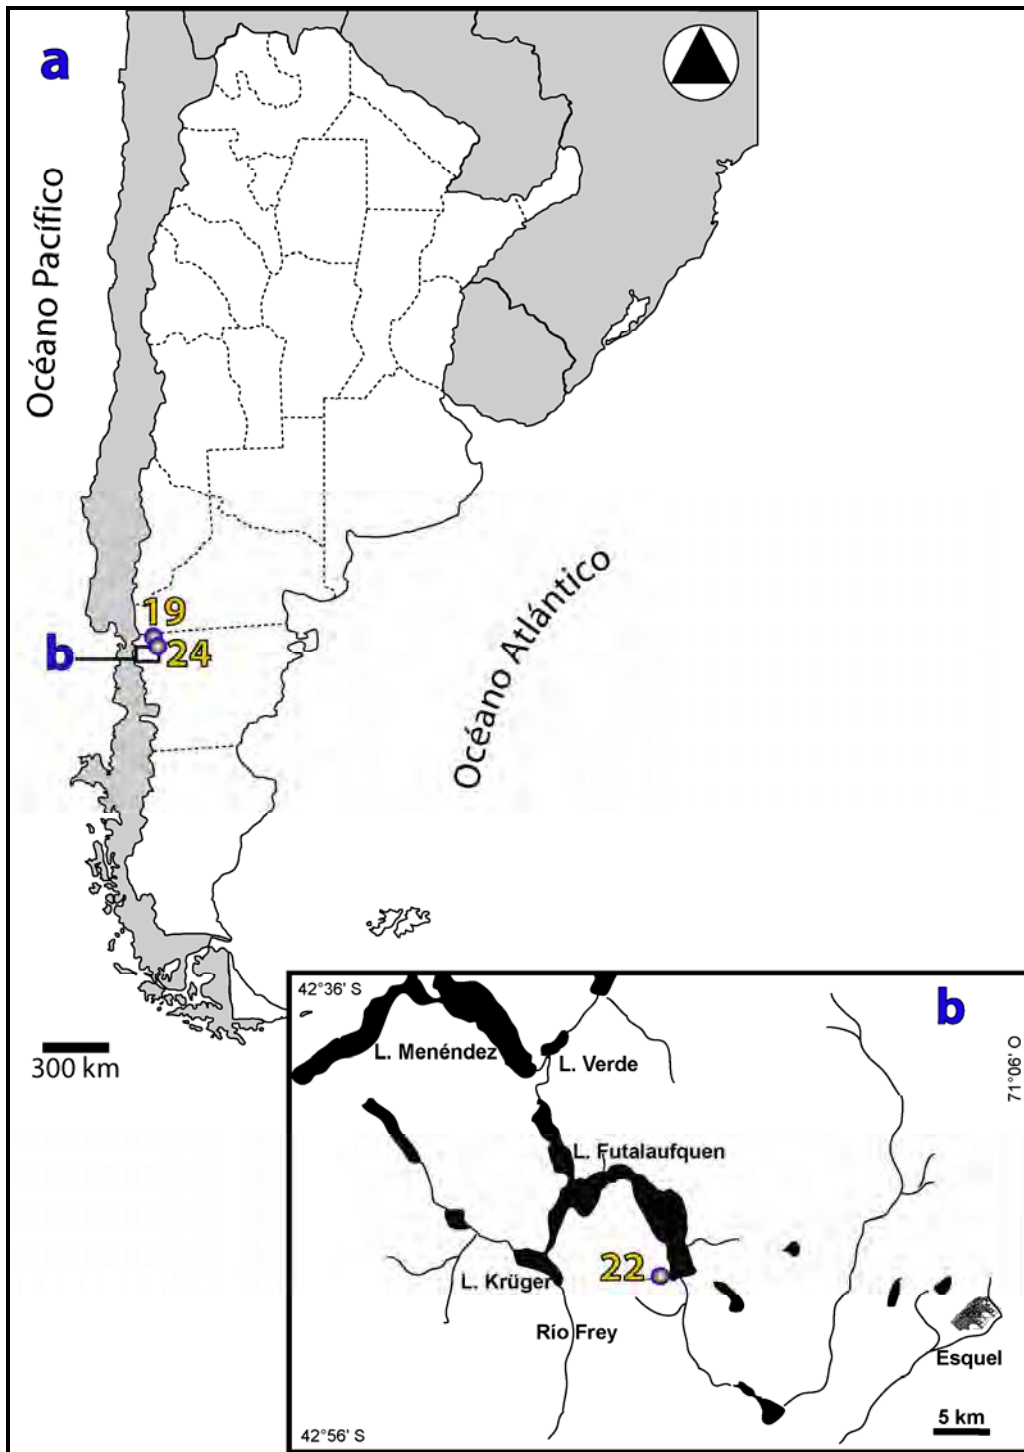 a
Océano Pacífico
19
b
24
Océano Atlántico
300 km
42°36' S
b
L. Menéndez
L. Verde
71°06' O
L. Futalaufquen
22
L. Krüger
Río Frey
Esquel
5 km
42°56' S